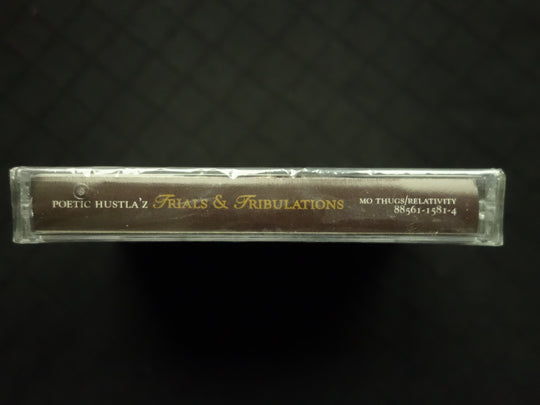 POETIC HUSTLA'Z TRIALS & TRIBULATIONS
MO THUGS/RELATIVITY
88561-1581-4